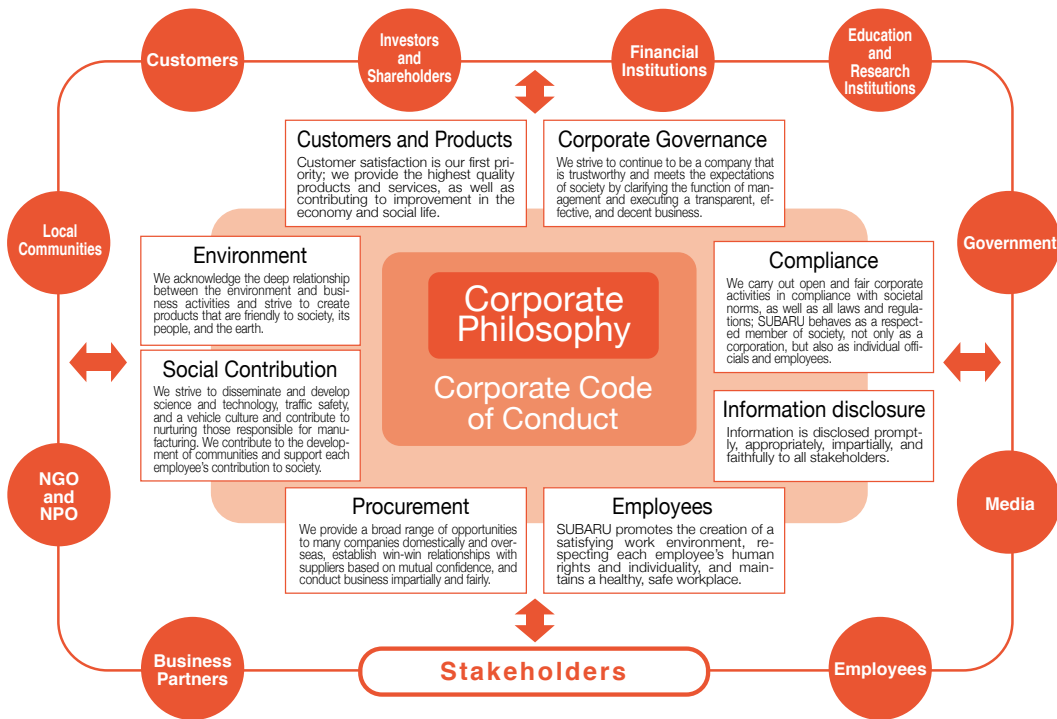 Customers
Investors
and
Shareholders
Financial
Institutions
Education
and
Research
Institutions
Customers and Products
Customer satisfaction is our first pri-
ority; we provide the highest quality
products and services, as well as
contributing to improvement in the
economy and social life.
Corporate Governance
We strive to continue to be a company that
is trustworthy and meets the expectations
of society by clarifying the function of man-
agement and executing a transparent, ef-
fective, and decent business.
Local
Communities
Government
Environment
We acknowledge the deep relationship
between the environment and busi-
ness activities and strive to create
products that are friendly to society, its
people, and the earth.
Corporate
Philosophy
Corporate Code
of Conduct
Compliance
We carry out open and fair corporate
activities in compliance with societal
norms, as well as all laws and regula-
tions; SUBARU behaves as a respect-
ed member of society, not only as a
corporation, but also as individual offi-
cials and employees.
Social Contribution
We strive to disseminate and develop
science and technology, traffic safety,
and a vehicle culture and contribute to
nurturing those responsible for manu-
facturing. We contribute to the develop-
ment of communities and support each
employee's contribution to society.
Information disclosure
Information is disclosed prompt-
ly, appropriately, impartially, and
faithfully to all stakeholders.
NGO
and
NPO
Media
Procurement
We provide a broad range of opportunities
to many companies domestically and over-
seas, establish win-win relationships with
suppliers based on mutual confidence, and
conduct business impartially and fairly.
Employees
SUBARU promotes the creation of a
satisfying work environment, re-
specting each employee's human
rights and individuality, and main-
tains a healthy, safe workplace.
Business
Partners
Stakeholders
Employees